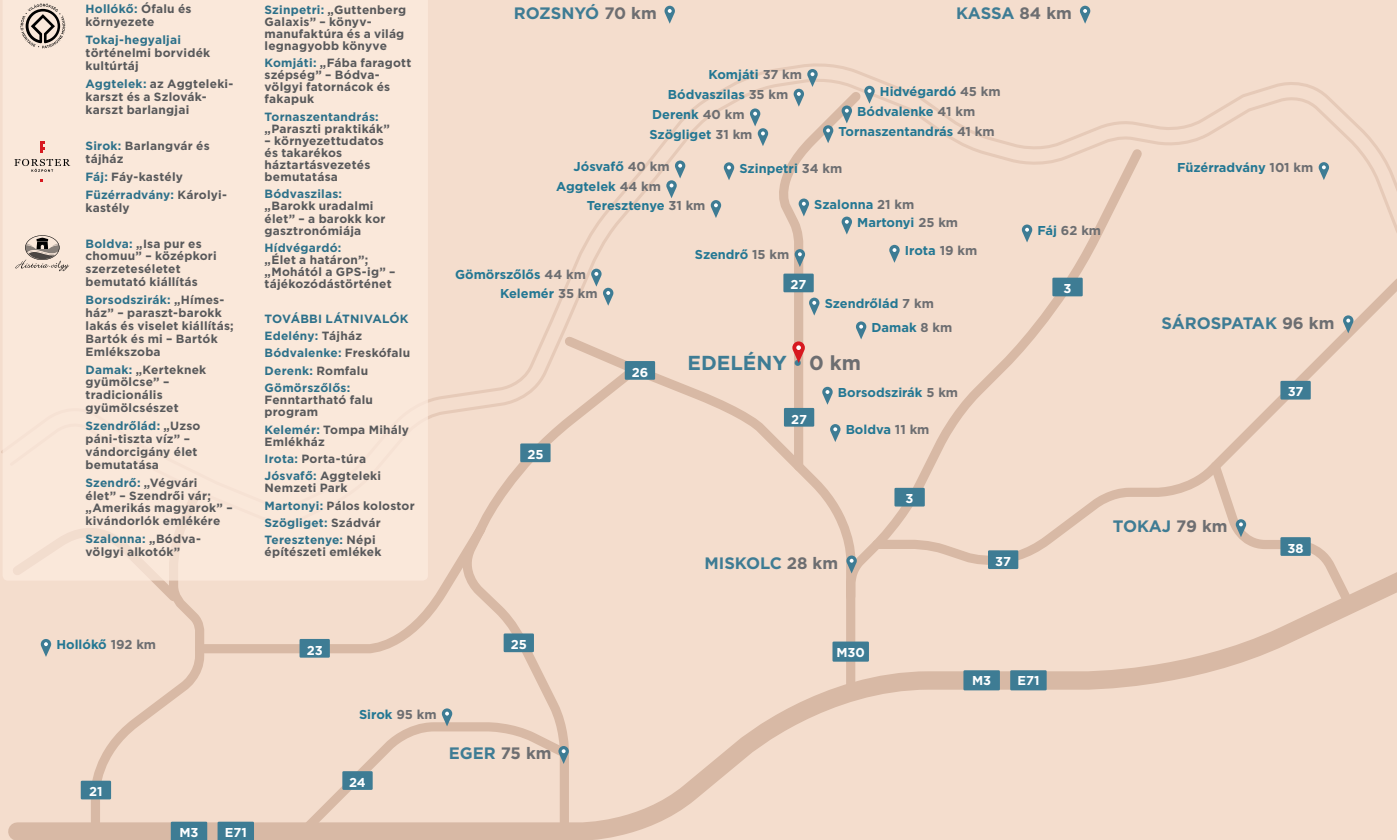 Hollókő: Ófalu és
környezete
Tokaj-hegyaljai
történelmi borvidék
kultúrtáj
Aggtelek: az Aggteleki-
karszt és a Szlovák-
karszt barlangjai
FORSTER
KÖZPONT
Sirok: Barlangvár és
tájház
Fáj: Fáy-kastély
Füzérradvány: Károlyi-
kastély
História-völgy
Boldva: „Isa pur es
chomuu” – középkori
szerzeteséletet
bemutató kiállítás
Borsodszirák: „Hímes-
ház” – paraszt-barokk
lakás és viselet kiállítás;
Bartók és mi – Bartók
Emlékszoba
Damak: „Kerteknek
gyümölcse” –
tradicionális
gyümölcsészet
Szendrőlád: „Uzso
páni-tiszta víz” –
vándorcigány élet
bemutatása
Szendrő: „Végvári
élet” – Szendrői vár;
„Amerikás magyarok” –
kivándorlók emlékére
Szalonna: „Bódva-
völgyi alkotók”
Szinpetri: „Guttenberg
Galaxis” – könyv-
manufaktúra és a világ
legnagyobb könyve
Komjáti: „Fába faragott
szépség” – Bódva-
völgyi fatornácok és
fakapuk
Tornaszentandrás:
„Paraszti praktikák”
– környezettudatos
és takarékos
háztartásvezetés
bemutatása
Bódvaszilas:
„Barokk uradalmi
élet” – a barokk kor
gasztronómiája
Hídvégardó:
„Élet a határon”;
„Mohától a GPS-ig” –
tájékozódástörténet
TOVÁBBI LÁTNIVALÓK
Edelény: Tájház
Bódvalenke: Freskófalu
Derenk: Romfalu
Gömörszőlős:
Fenntartható falu
program
Kelemér: Tompa Mihály
Emlékház
Irota: Porta-túra
Jósvafő: Aggteleki
Nemzeti Park
Martonyi: Pálos kolostor
Szögliget: Szádvár
Teresztenye: Népi
építészeti emlékek
ROZSNYÓ 70 km
KASSA 84 km
Komjáti 37 km
Bódvaszilas 35 km
Hidvégardó 45 km
Derenk 40 km
Bódvalenke 41 km
Szögliget 31 km
Tornaszentandrás 41 km
Jósvafő 40 km
Szinpetri 34 km
Füzérradvány 101 km
Aggtelek 44 km
Teresztenye 31 km
Szalonna 21 km
Martonyi 25 km
Fáj 62 km
Szendrő 15 km
Irota 19 km
Gömörszőlős 44 km
27
3
Kelemér 35 km
Szendrőlád 7 km
Damak 8 km
SÁROSPATAK 96 km
EDELÉNY 0 km
26
Borsodszirák 5 km
37
27
Boldva 11 km
25
3
TOKAJ 79 km
38
MISKOLC 28 km
37
Hollókő 192 km
23
25
M30
M3 E71
Sirok 95 km
EGER 75 km
24
21
M3 E71